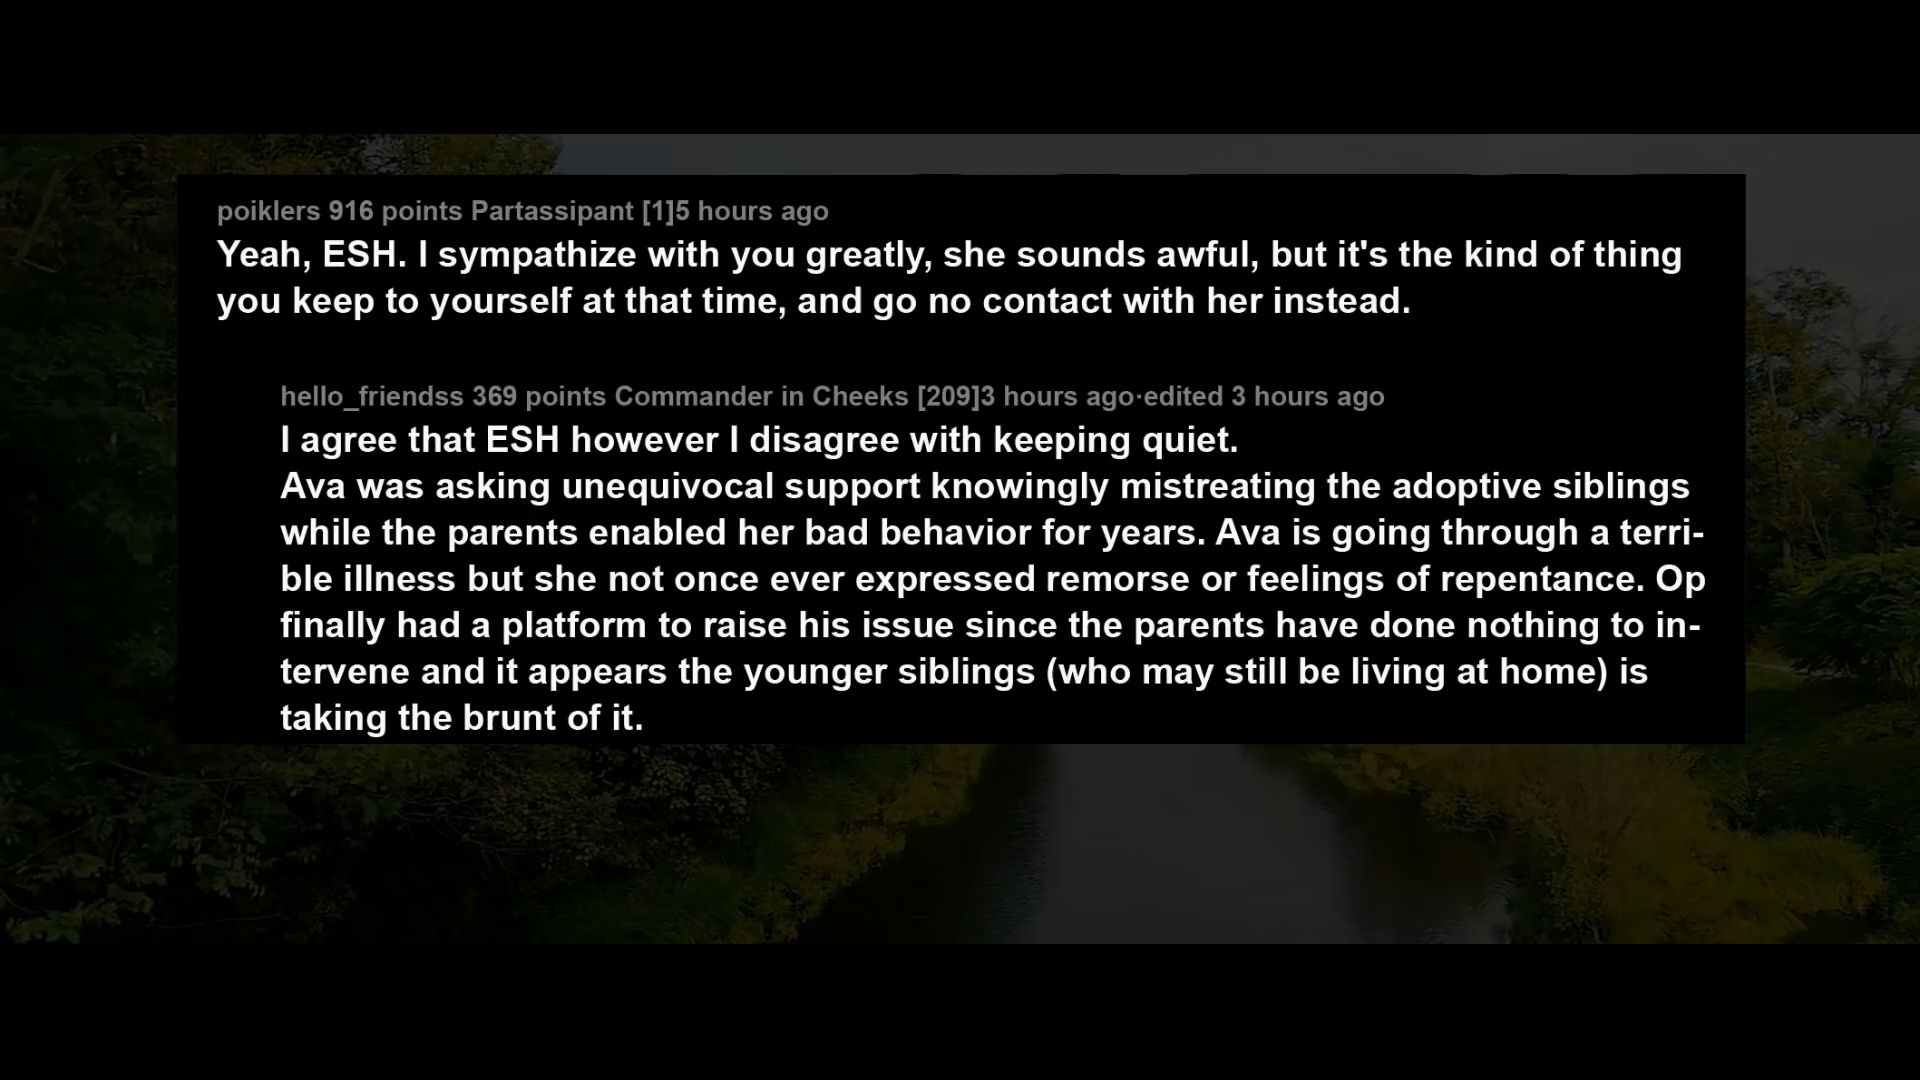 poiklers 916 points Partassipant [1]5 hours ago
Yeah, ESH. I sympathize with you greatly, she sounds awful, but it's the kind of thing
you keep to yourself at that time, and go no contact with her instead.
hello_friendss 369 points Commander in Cheeks [209]3 hours ago·edited 3 hours ago
I agree that ESH however I disagree with keeping quiet.
Ava was asking unequivocal support knowingly mistreating the adoptive siblings
while the parents enabled her bad behavior for years. Ava is going through a terri-
ble illness but she not once ever expressed remorse or feelings of repentance. Op
finally had a platform to raise his issue since the parents have done nothing to in-
tervene and it appears the younger siblings (who may still be living at home) is
taking the brunt of it.